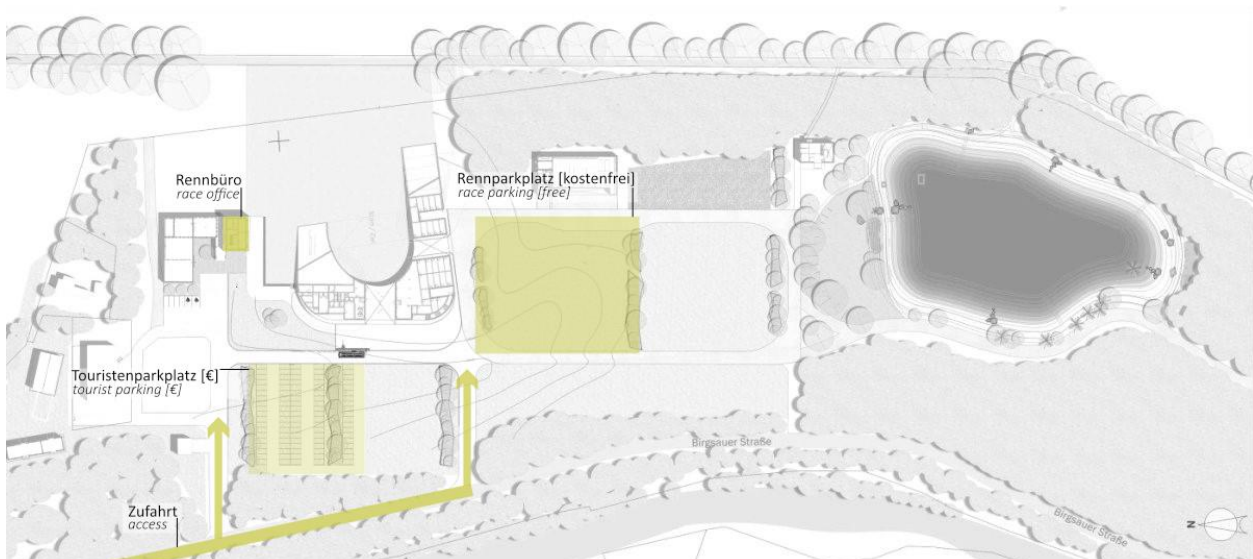 Rennbüro
race office
Rennparkplatz [kostenfrei]
race parking [free]
Touristenparkplatz [€]
tourist parking [€]
Birgsauer Straße
Zufahrt
access
Birgsauer Straße
N